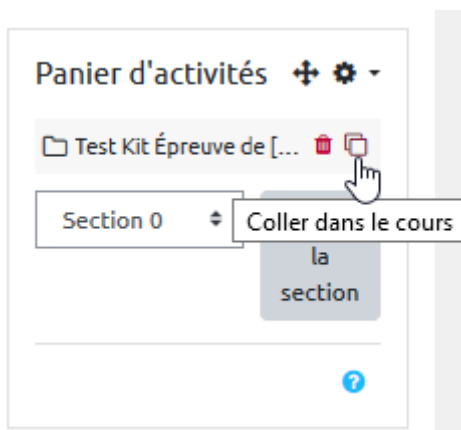 Panier d'activités
Test Kit Épreuve de [...
Section 0
Coller dans le cours
la
section
?